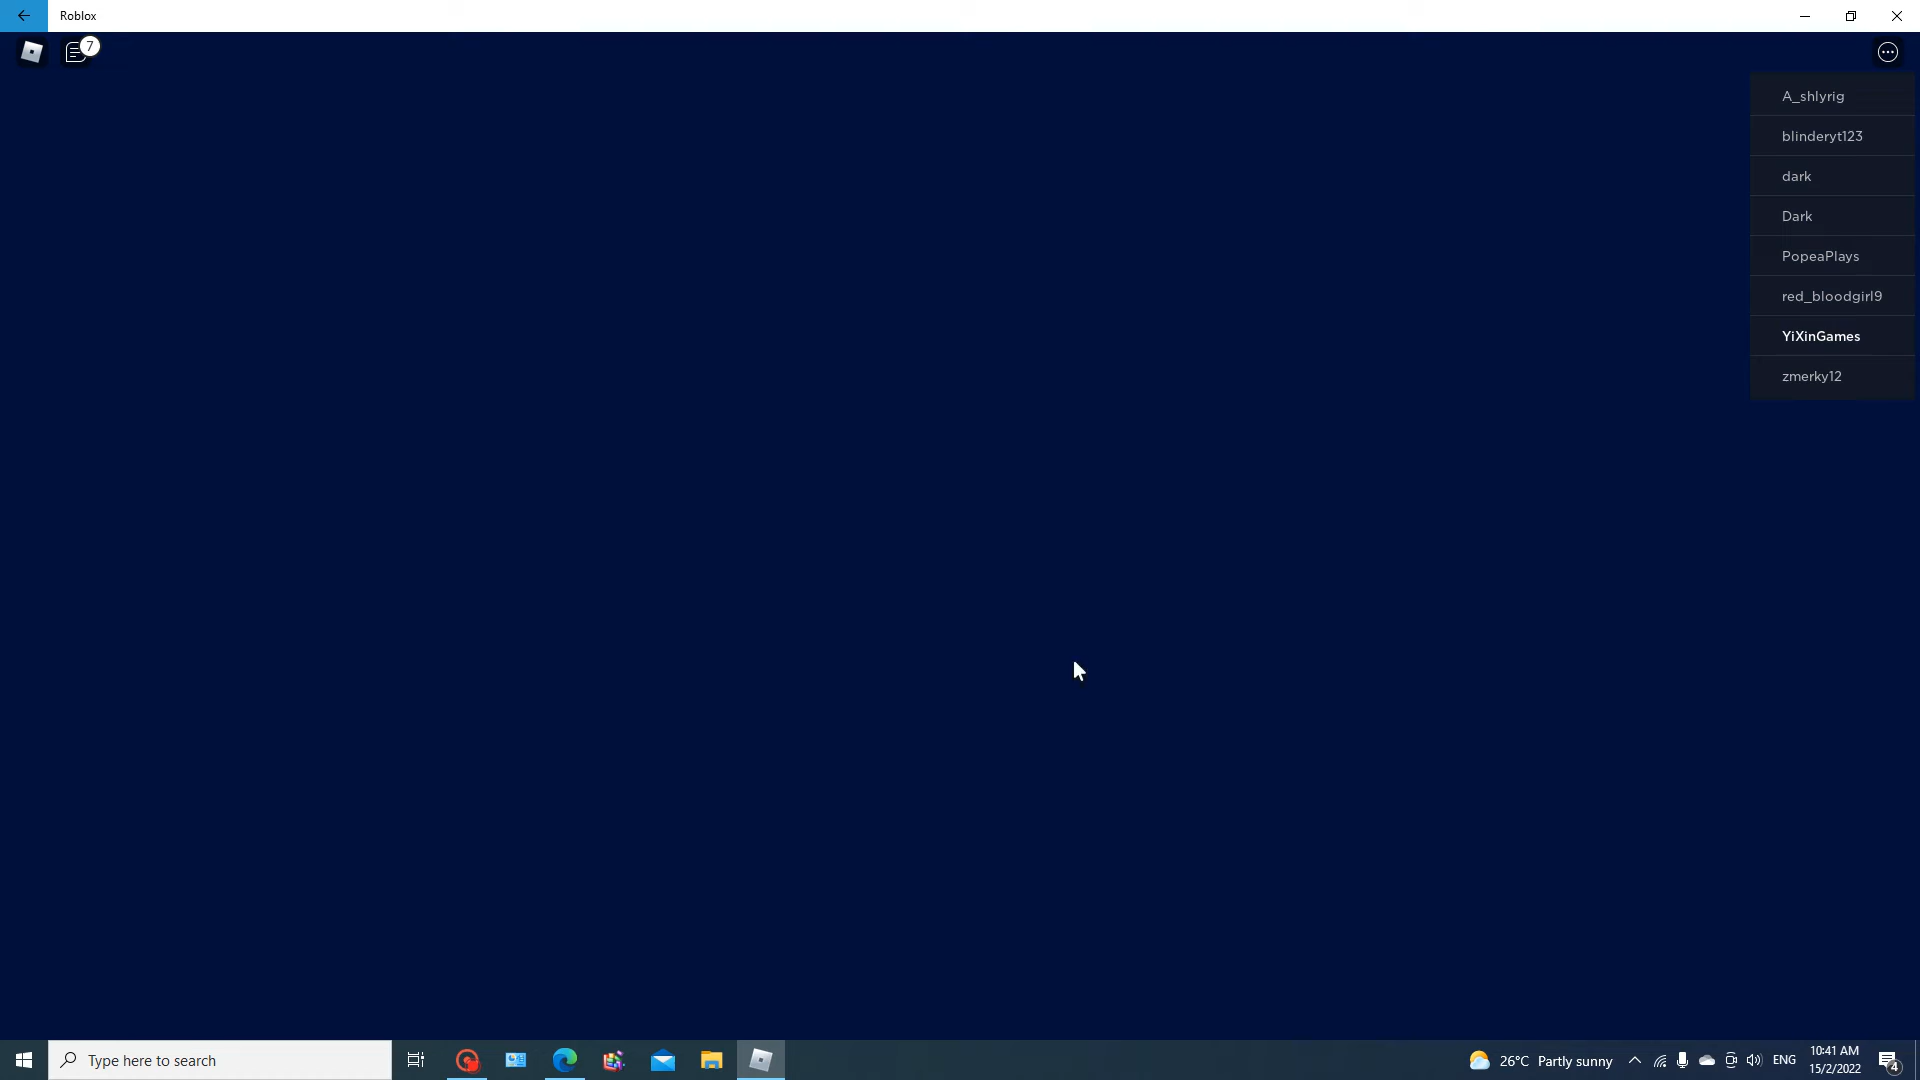 Roblox
7
A_shlyrig
blinderyt123
dark
Dark
PopeaPlays
red_bloodgirl9
YiXinGames
zmerky12
Type here to search
26°C Partly sunny
ENG
10:41 AM
15/2/2022
4